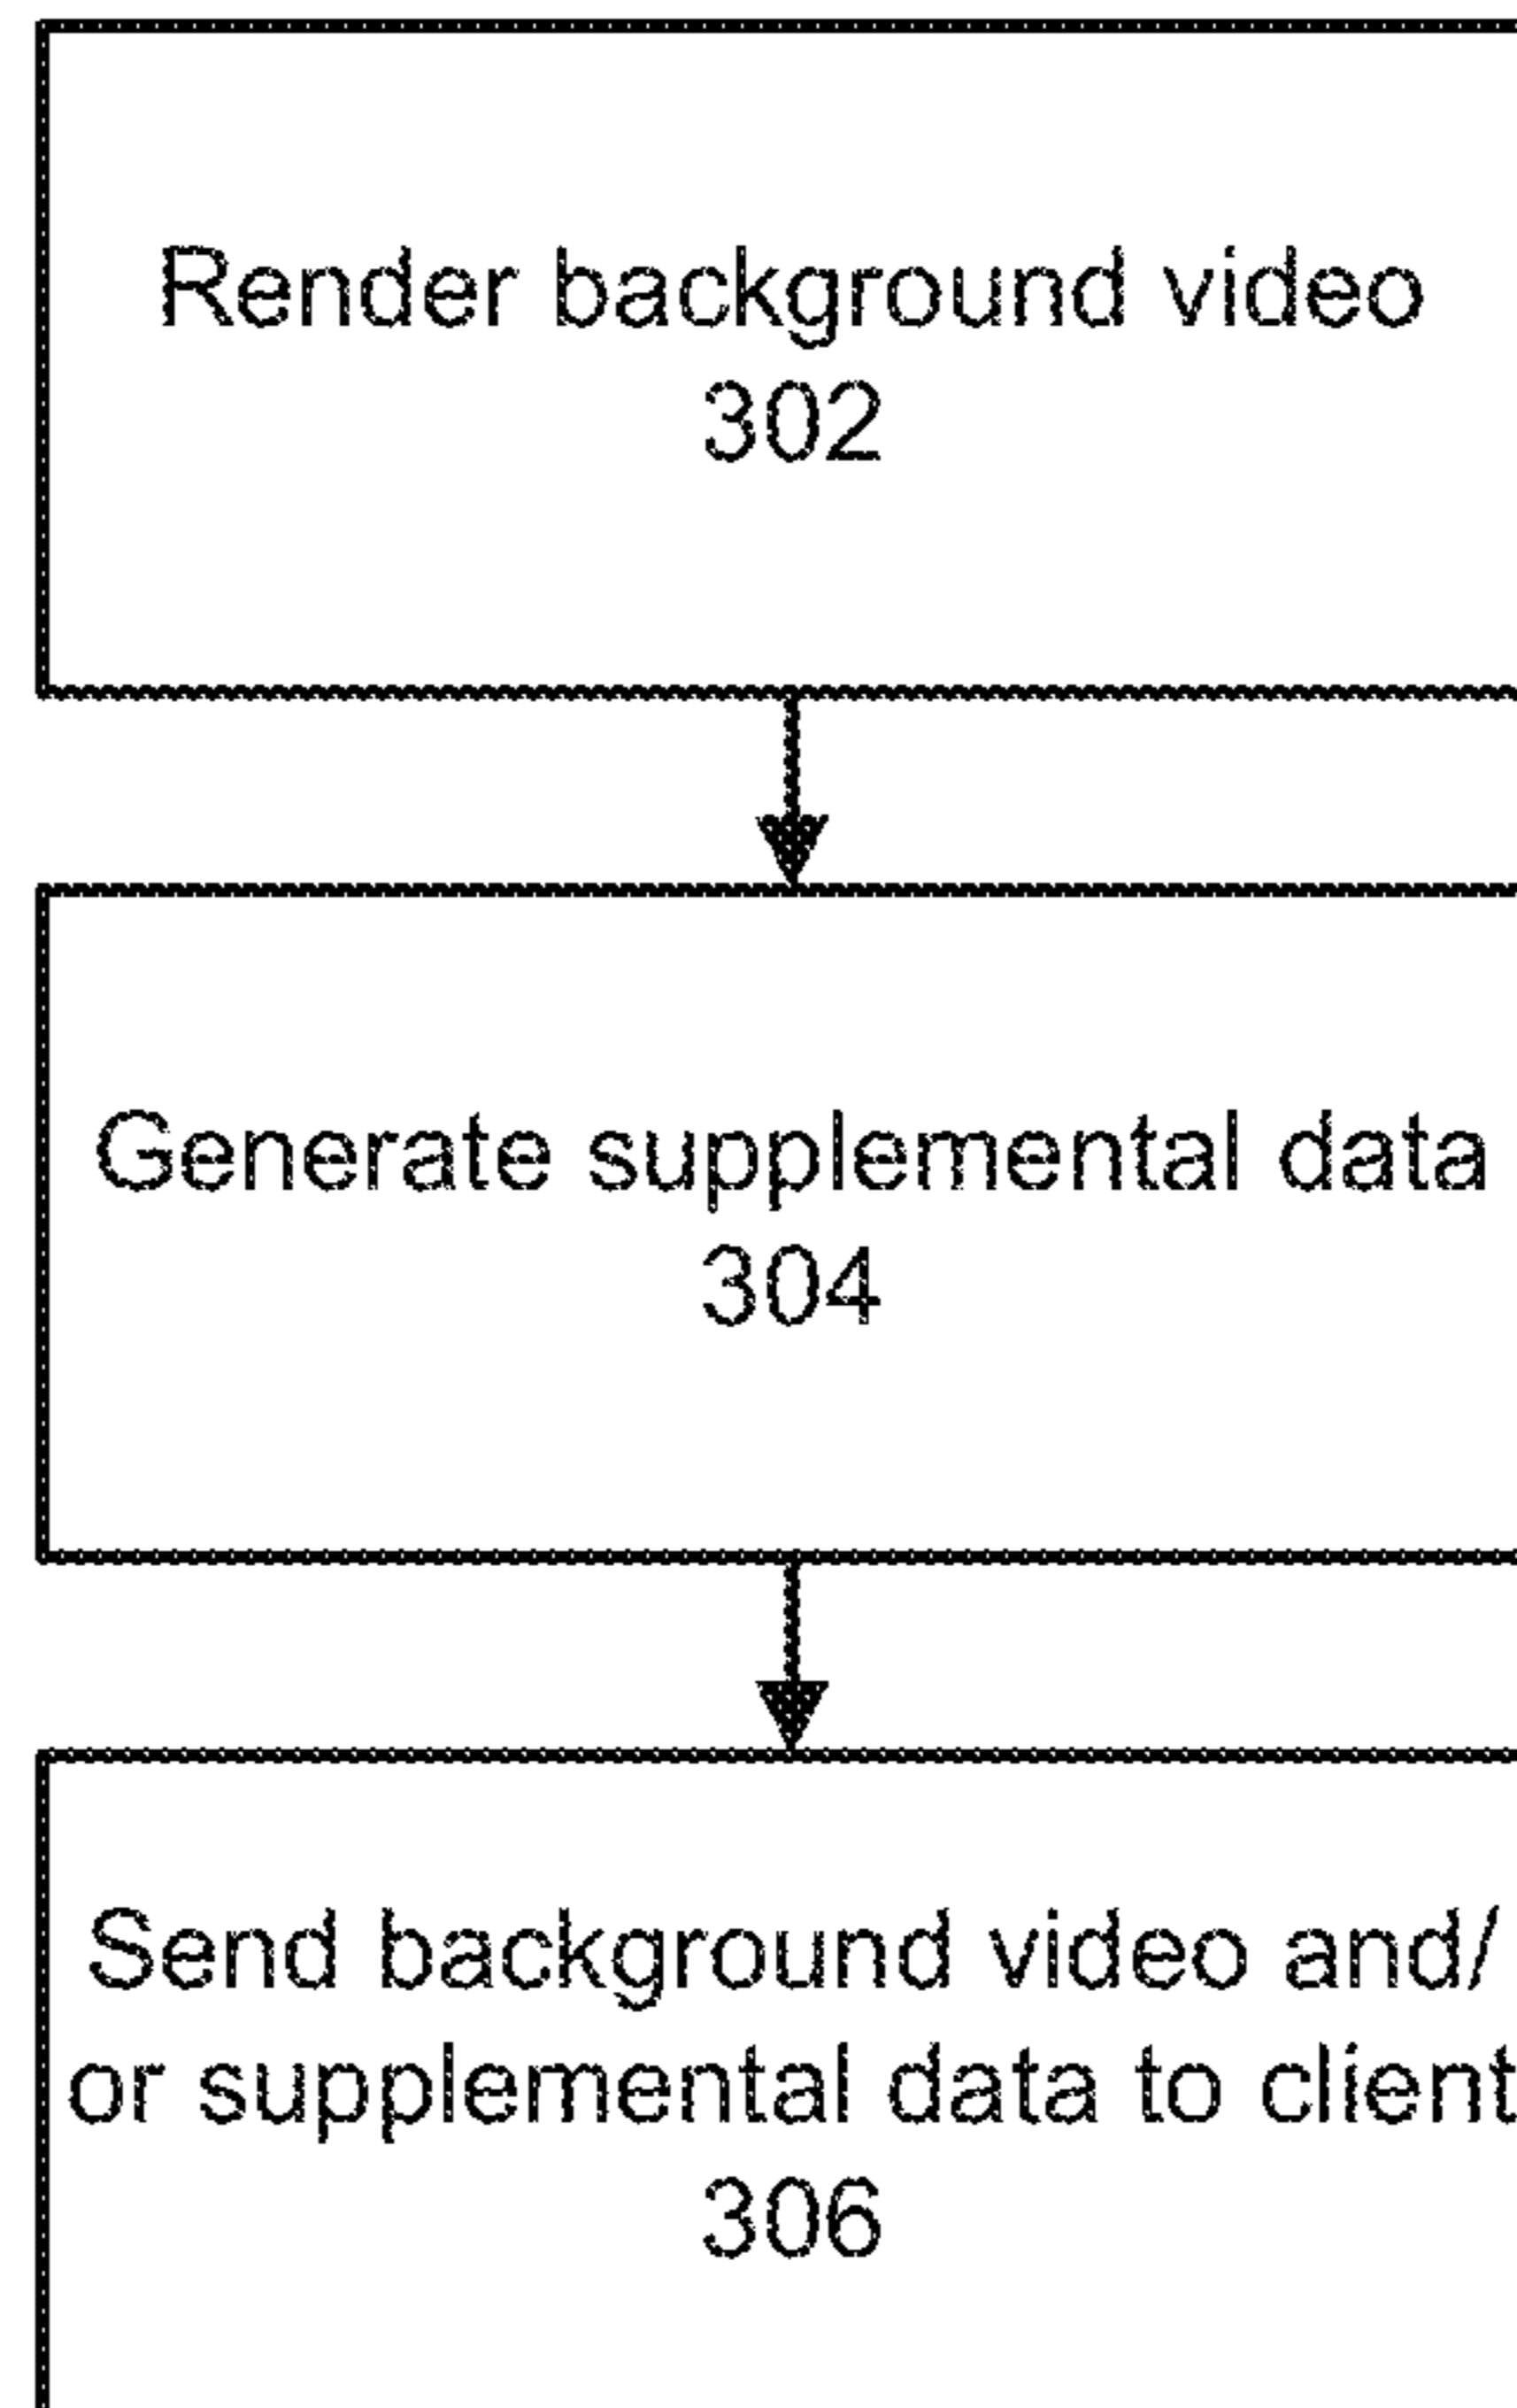 Render background video
302
Generate supplemental data
304
Send background video and/
or supplemental data to client
306